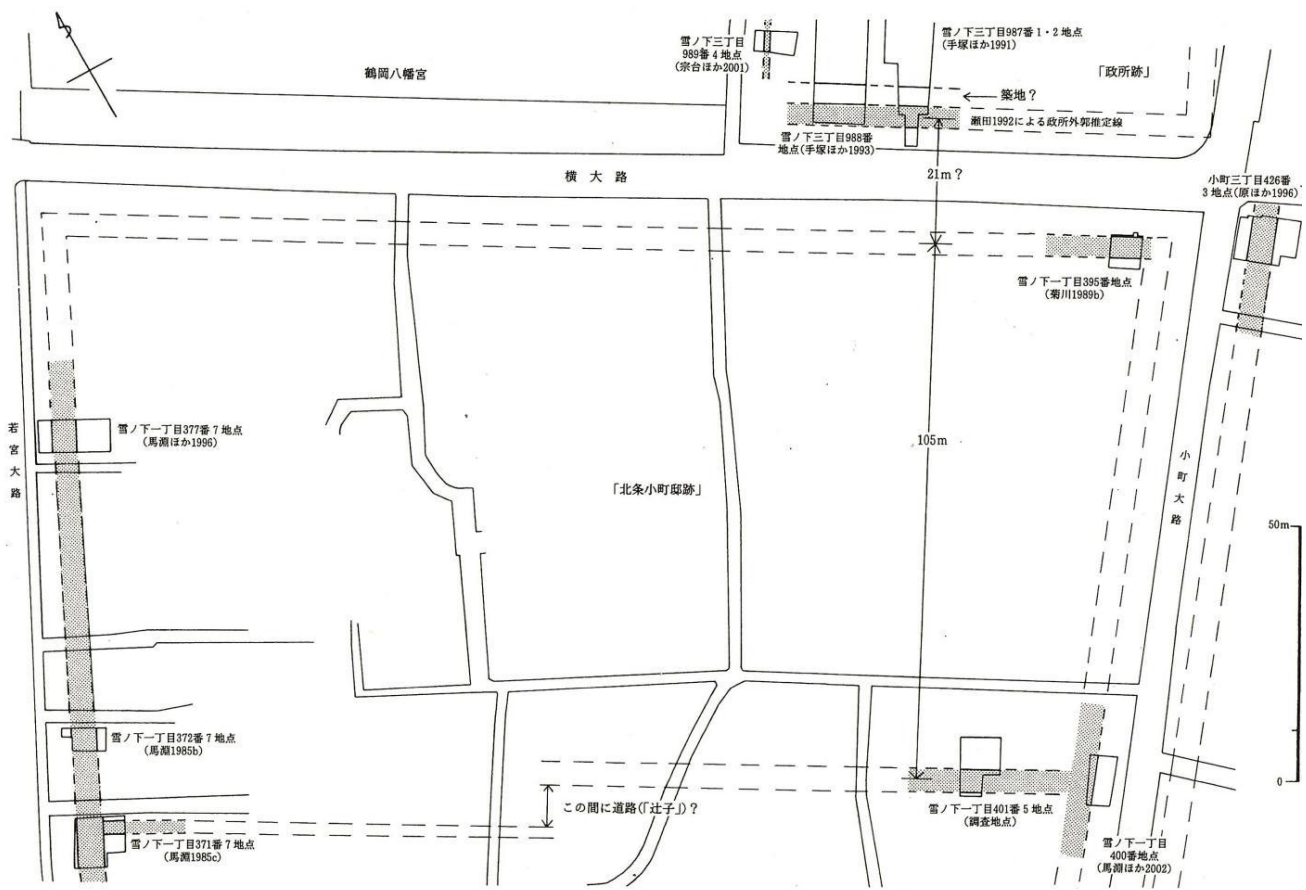 鶴岡八幡宮
雪ノ下三丁目
989番4地点
(宗台ほか2001)
雪ノ下三丁目987番1・2地点
(手塚ほか1991)
「政所跡」
築地?
瀬田1992による政所外郭推定線
雪ノ下三丁目988番
地点(手塚ほか1993)
横大路
21m?
小町三丁目426番
3地点(原ほか1996)
雪ノ下一丁目395番地点
(菊川1989b)
若宮大路
雪ノ下一丁目377番7地点
(馬淵ほか1996)
105m
小町大路
「北条小町邸跡」
50m
0
雪ノ下一丁目372番7地点
(馬淵1985b)
この間に道路(「辻子」)?
雪ノ下一丁目401番5地点
(調査地点)
雪ノ下一丁目371番7地点
(馬淵1985c)
雪ノ下一丁目
400番地点
(馬淵ほか2002)